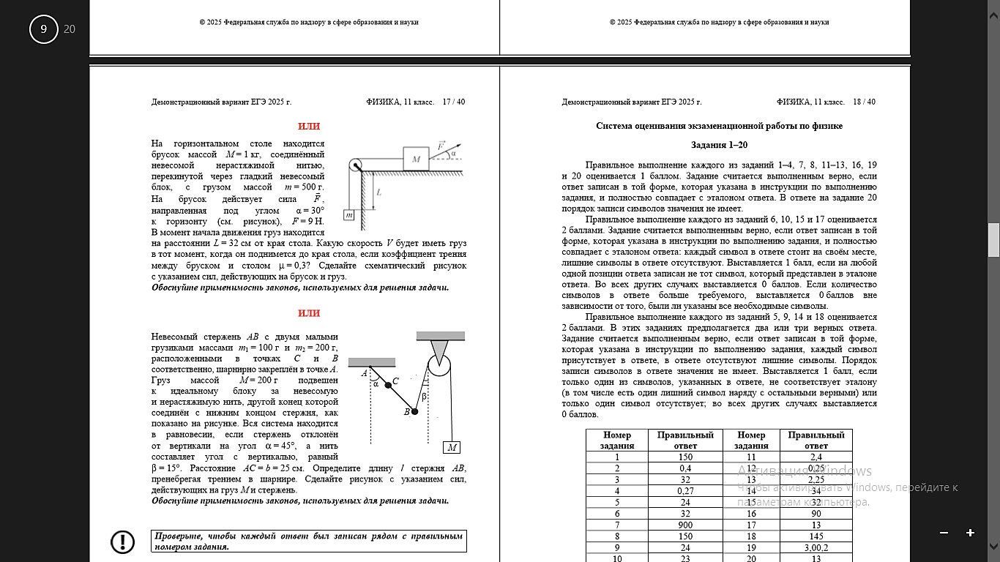 9 20
© 2025 Федеральная служба по надзору в сфере образования и науки
© 2025 Федеральная служба по надзору в сфере образования и науки
Демонстрационный вариант ЕГЭ 2025 г. ФИЗИКА, 11 класс. 17 / 40
ИЛИ
На горизонтальном столе находится
брусок массой M = 1 кг, соединённый
невесомой нерастяжимой нитью,
перекинутой через гладкий невесомый
блок, с грузом массой m = 500 г.
На брусок действует сила F⃗,
направленная под углом α = 30°
к горизонту (см. рисунок), F = 9 Н.
В момент начала движения груз находится
на расстоянии L = 32 см от края стола. Какую скорость V будет иметь груз
в тот момент, когда он поднимется до края стола, если коэффициент трения
между бруском и столом μ = 0,3? Сделайте схематический рисунок
с указанием сил, действующих на брусок и груз.
Обоснуйте применимость законов, используемых для решения задачи.
F⃗
M
α
L
m
ИЛИ
Невесомый стержень AB с двумя малыми
грузиками массами m₁ = 100 г и m₂ = 200 г,
расположенными в точках C и B
соответственно, шарнирно закреплён в точке A.
Груз массой M = 200 г подвешен
к идеальному блоку за невесомую
и нерастяжимую нить, другой конец которой
соединён с нижним концом стержня, как
показано на рисунке. Вся система находится
в равновесии, если стержень отклонён
от вертикали на угол α = 45°, а нить
составляет угол с вертикалью, равный
β = 15°. Расстояние AC = b = 25 см. Определите длину l стержня AB,
пренебрегая трением в шарнире. Сделайте рисунок с указанием сил,
действующих на груз M и стержень.
Обоснуйте применимость законов, используемых для решения задачи.
A
α
C
β
B
M
Проверьте, чтобы каждый ответ был записан рядом с правильным
номером задания.
Демонстрационный вариант ЕГЭ 2025 г. ФИЗИКА, 11 класс. 18 / 40
Система оценивания экзаменационной работы по физике
Задания 1–20
Правильное выполнение каждого из заданий 1–4, 7, 8, 11–13, 16, 19
и 20 оценивается 1 баллом. Задание считается выполненным верно, если
ответ записан в той форме, которая указана в инструкции по выполнению
задания, и полностью совпадает с эталоном ответа. В ответе на задание 20
порядок записи символов значения не имеет.
Правильное выполнение каждого из заданий 6, 10, 15 и 17 оценивается
2 баллами. Задание считается выполненным верно, если ответ записан в той
форме, которая указана в инструкции по выполнению задания, и полностью
совпадает с эталоном ответа: каждый символ в ответе стоит на своём месте,
лишние символы в ответе отсутствуют. Выставляется 1 балл, если на любой
одной позиции ответа записан не тот символ, который представлен в эталоне
ответа. Во всех других случаях выставляется 0 баллов. Если количество
символов в ответе больше требуемого, выставляется 0 баллов вне
зависимости от того, были ли указаны все необходимые символы.
Правильное выполнение каждого из заданий 5, 9, 14 и 18 оценивается
2 баллами. В этих заданиях предполагается два или три верных ответа.
Задание считается выполненным верно, если ответ записан в той форме,
которая указана в инструкции по выполнению задания, каждый символ
присутствует в ответе, в ответе отсутствуют лишние символы. Порядок
записи символов в ответе значения не имеет. Выставляется 1 балл, если
только один из символов, указанных в ответе, не соответствует эталону
(в том числе есть один лишний символ наряду с остальными верными) или
только один символ отсутствует; во всех других случаях выставляется
0 баллов.
Номер задания Правильный ответ Номер задания Правильный ответ
1 150 11 2,4
2 0,4 12 0,25
3 32 13 2,25
4 0,27 14 34
5 24 15
6 32 16 90
7 900 17 13
8 150 18 145
9 24 19 3,00,2
10 23 20 13
Активация Windows
Чтобы активировать Windows, перейдите к
параметрам компьютера.